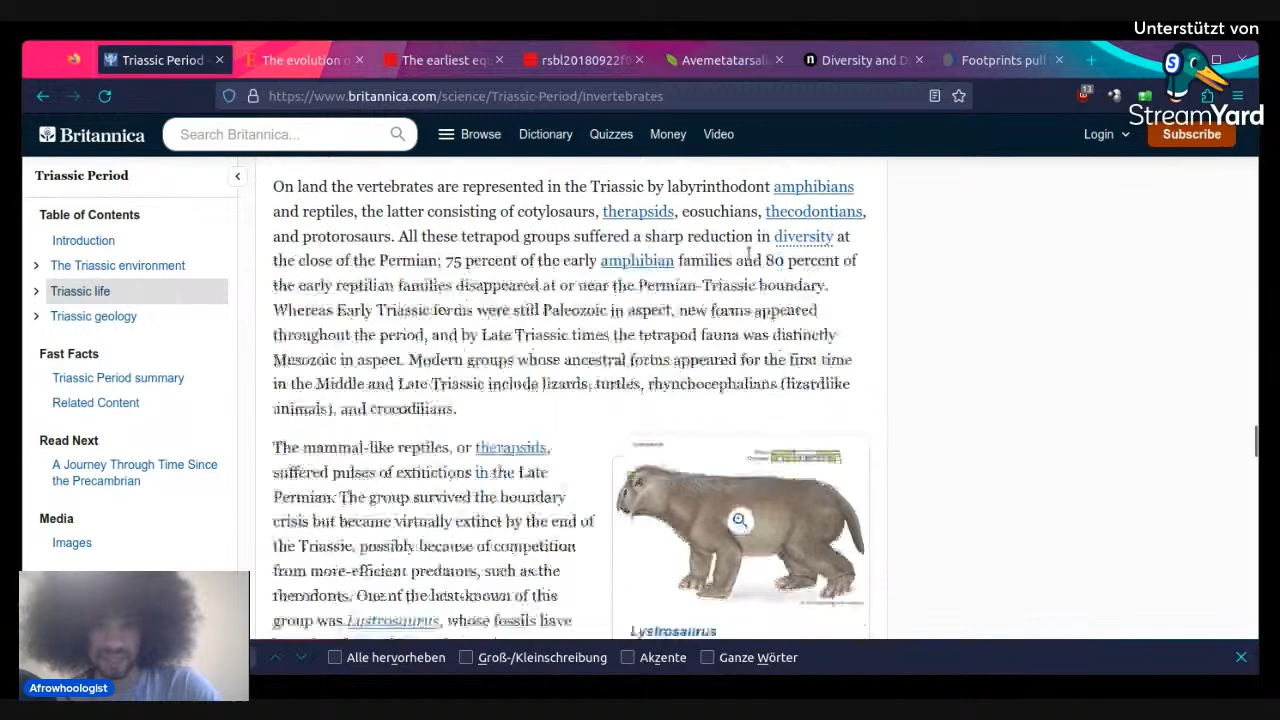 Unterstützt von
StreamYard
Triassic Period
The evolution o
The earliest eq
rsbl20180922f
Avemetatarsal
Diversity and D
Footprints pull
https://www.britannica.com/science/Triassic-Period/Invertebrates
13
Britannica
Search Britannica...
Browse
Dictionary
Quizzes
Money
Video
Login
Subscribe
Triassic Period
Table of Contents
Introduction
The Triassic environment
Triassic life
Triassic geology
Fast Facts
Triassic Period summary
Related Content
Read Next
A Journey Through Time Since
the Precambrian
Media
Images
On land the vertebrates are represented in the Triassic by labyrinthodont amphibians
and reptiles, the latter consisting of cotylosaurs, therapsids, eosuchians, thecodontians,
and protorosaurs. All these tetrapod groups suffered a sharp reduction in diversity at
the close of the Permian; 75 percent of the early amphibian families and 80 percent of
the early reptilian families disappeared at or near the Permian-Triassic boundary.
Whereas Early Triassic forms were still Paleozoic in aspect, new forms appeared
throughout the period, and by Late Triassic times the tetrapod fauna was distinctly
Mesozoic in aspect. Modern groups whose ancestral forms appeared for the first time
in the Middle and Late Triassic include lizards, turtles, rhynchocephalians (lizardlike
animals), and crocodilians.
The mammal-like reptiles, or therapsids,
suffered pulses of extinctions in the Late
Permian. The group survived the boundary
crisis but became virtually extinct by the end of
the Triassic, possibly because of competition
from more-efficient predators, such as the
thecodonts. One of the best-known of this
group was Lystrosaurus, whose fossils have
Lystrosaurus
Afrowhoologist
Alle hervorheben
Groß-/Kleinschreibung
Akzente
Ganze Wörter